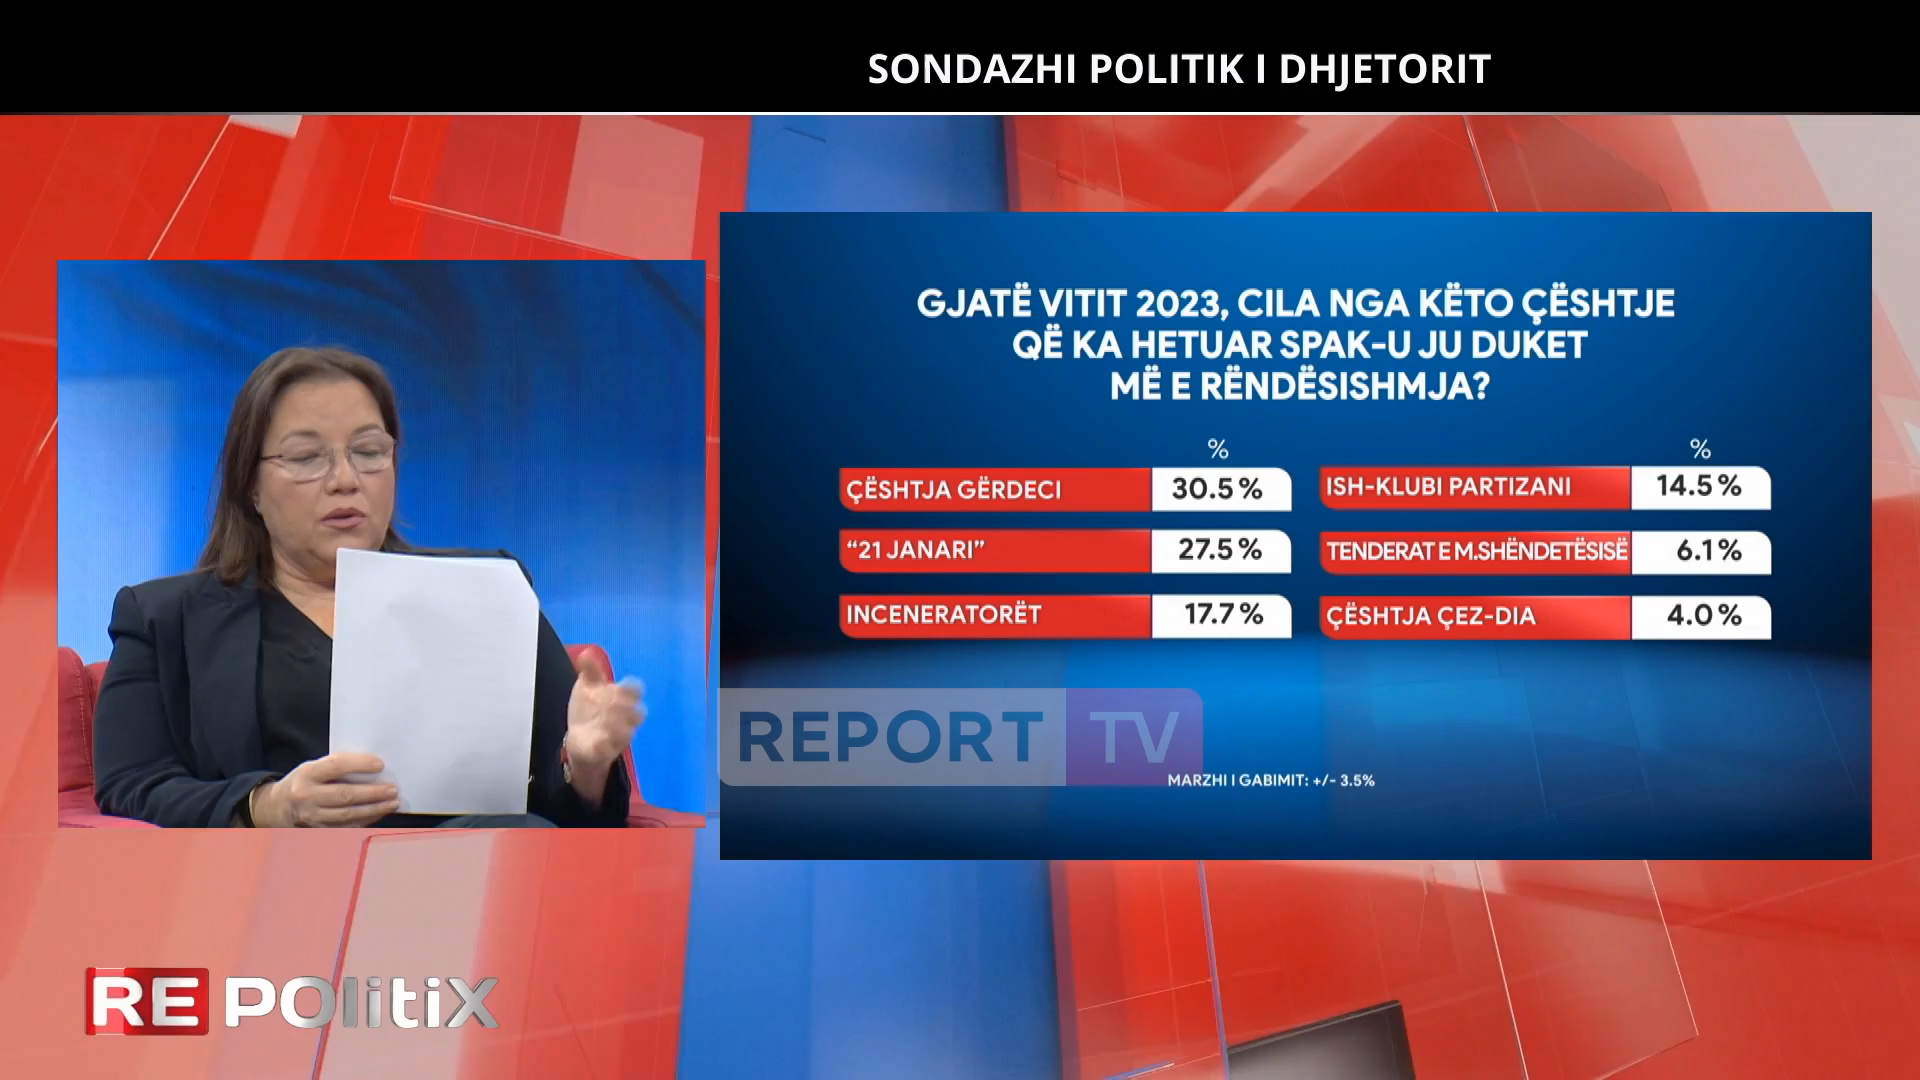 SONDAZHI POLITIK I DHJETORIT
GJATË VITIT 2023, CILA NGA KËTO ÇËSHTJE
QË KA HETUAR SPAK-U JU DUKET
MË E RËNDËSISHMJA?
%
ÇËSHTJA GËRDECI 30.5%
“21 JANARI” 27.5%
INCENERATORËT 17.7%
%
ISH-KLUBI PARTIZANI 14.5%
TENDERAT E M.SHËNDETËSISË 6.1%
ÇËSHTJA ÇEZ-DIA 4.0%
REPORT TV
MARZHI I GABIMIT: +/- 3.5%
RE POlitiX